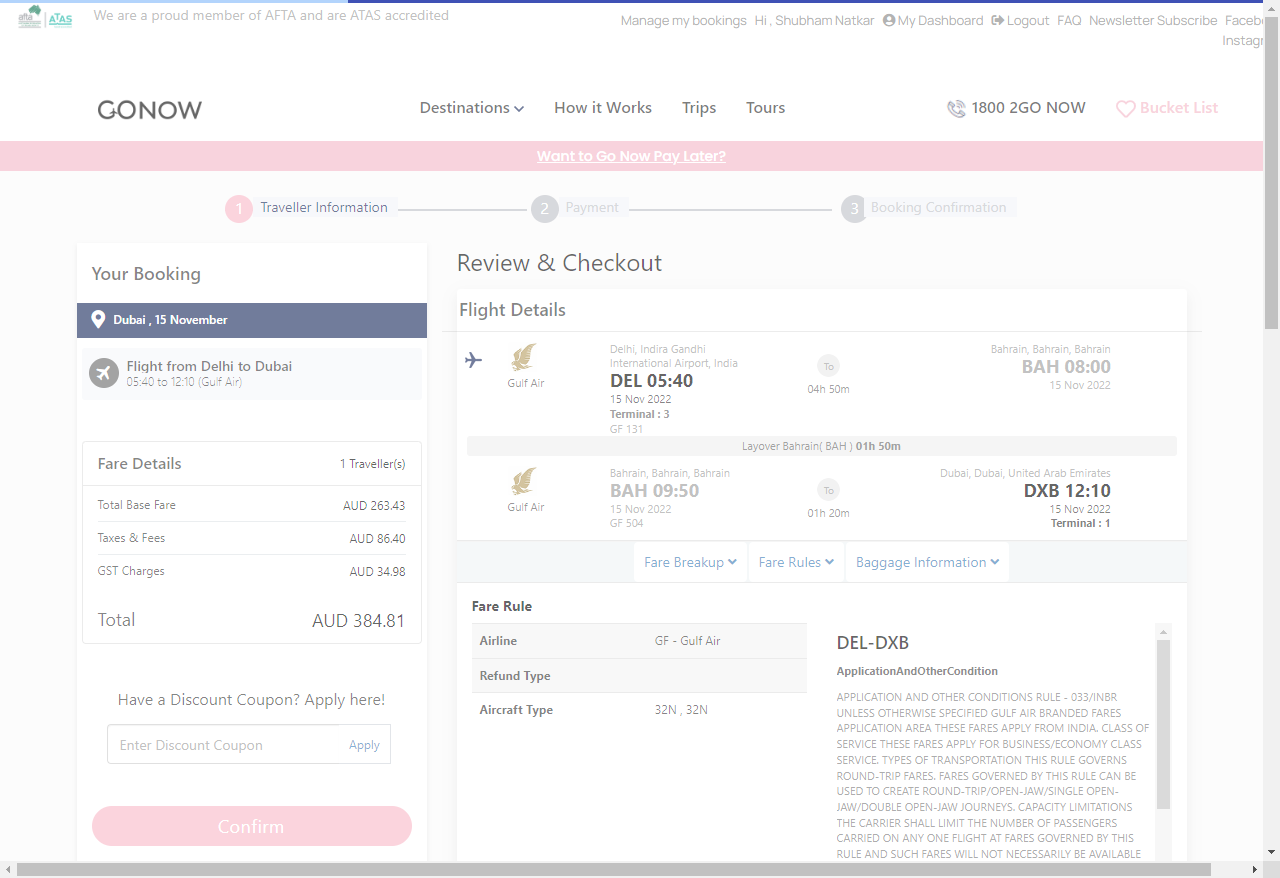 afta
ATAS
We are a proud member of AFTA and are ATAS accredited
Manage my bookings Hi , Shubham Natkar My Dashboard Logout FAQ Newsletter Subscribe
GONOW
Destinations How it Works Trips Tours
1800 2GO NOW Bucket List
Want to Go Now Pay Later?
1 Traveller Information 2 Payment 3 Booking Confirmation
Your Booking
Dubai , 15 November
Flight from Delhi to Dubai
05:40 to 12:10 (Gulf Air)
Fare Details 1 Traveller(s)
Total Base Fare AUD 263.43
Taxes & Fees AUD 86.40
GST Charges AUD 34.98
Total AUD 384.81
Have a Discount Coupon? Apply here!
Enter Discount Coupon Apply
Confirm
Review & Checkout
Flight Details
Gulf Air
Delhi, Indira Gandhi
International Airport, India
DEL 05:40
15 Nov 2022
Terminal : 3
GF 131
To
04h 50m
Bahrain, Bahrain, Bahrain
BAH 08:00
15 Nov 2022
Layover Bahrain( BAH ) 01h 50m
Gulf Air
Bahrain, Bahrain, Bahrain
BAH 09:50
15 Nov 2022
GF 504
To
01h 20m
Dubai, Dubai, United Arab Emirates
DXB 12:10
15 Nov 2022
Terminal : 1
Fare Breakup Fare Rules Baggage Information
Fare Rule
Airline GF - Gulf Air
Refund Type
Aircraft Type 32N , 32N
DEL-DXB
ApplicationAndOtherCondition
APPLICATION AND OTHER CONDITIONS RULE - 033/INBR
UNLESS OTHERWISE SPECIFIED GULF AIR BRANDED FARES
APPLICATION AREA THESE FARES APPLY FROM INDIA. CLASS OF
SERVICE THESE FARES APPLY FOR BUSINESS/ECONOMY CLASS
SERVICE. TYPES OF TRANSPORTATION THIS RULE GOVERNS
ROUND-TRIP FARES. FARES GOVERNED BY THIS RULE CAN BE
USED TO CREATE ROUND-TRIP/OPEN-JAW/SINGLE OPEN-
JAW/DOUBLE OPEN-JAW JOURNEYS. CAPACITY LIMITATIONS
THE CARRIER SHALL LIMIT THE NUMBER OF PASSENGERS
CARRIED ON ANY ONE FLIGHT AT FARES GOVERNED BY THIS
RULE AND SUCH FARES WILL NOT NECESSARILY BE AVAILABLE